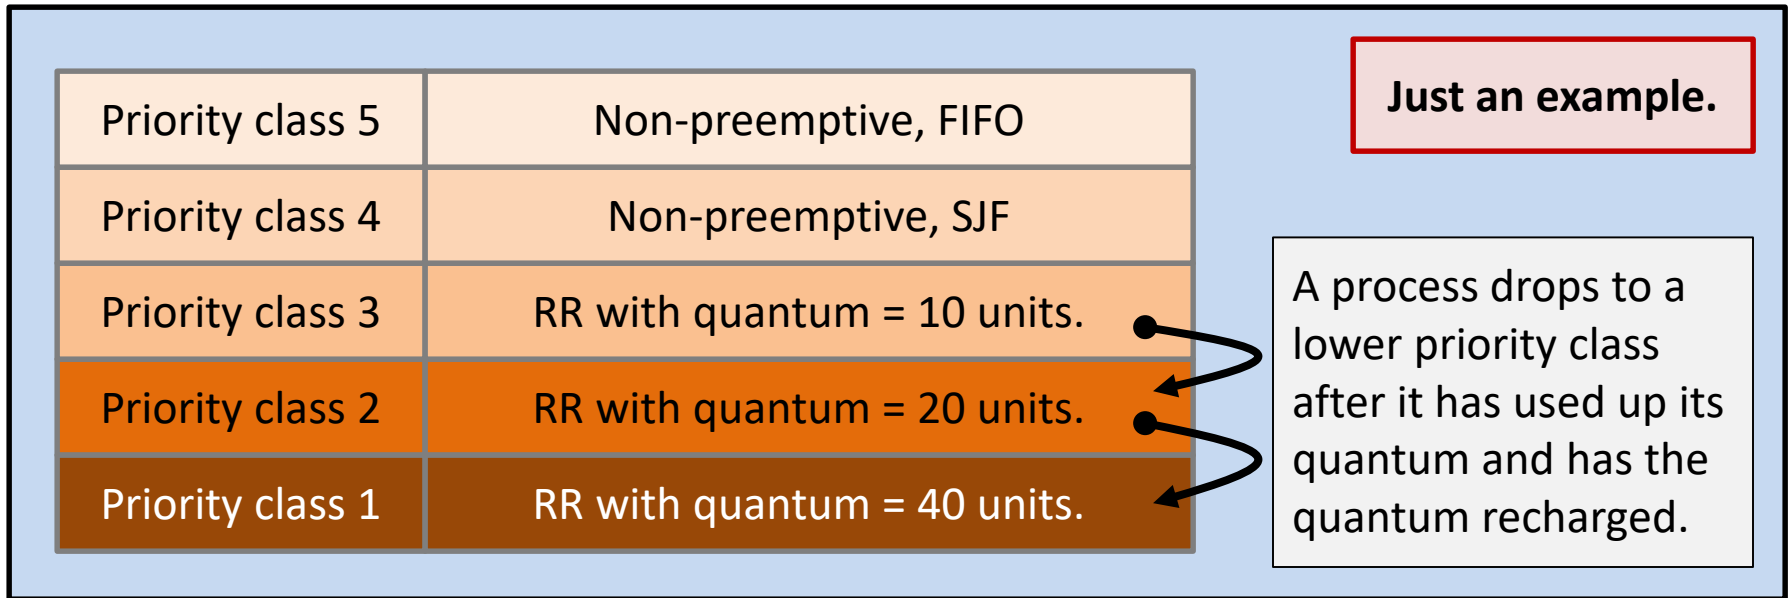 Just an example.
Priority class 5 Non-preemptive, FIFO
Priority class 4 Non-preemptive, SJF
Priority class 3 RR with quantum = 10 units.
Priority class 2 RR with quantum = 20 units.
Priority class 1 RR with quantum = 40 units.
A process drops to a
lower priority class
after it has used up its
quantum and has the
quantum recharged.